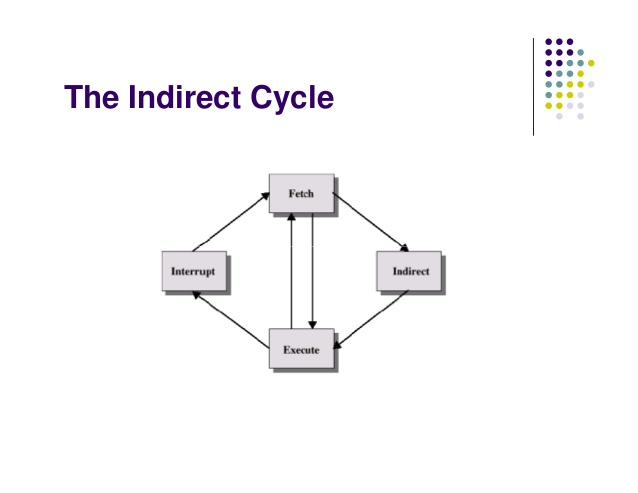 The Indirect Cycle
Fetch
Interrupt
Indirect
Execute